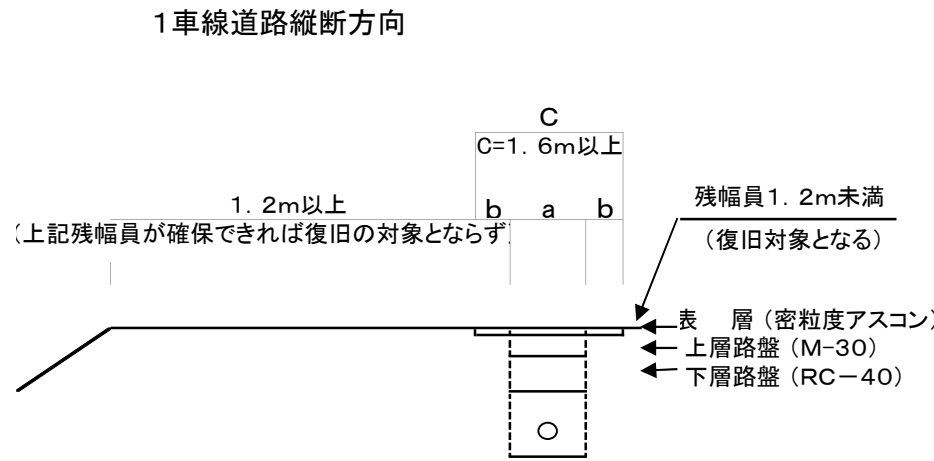 1車線道路縦断方向
C
C=1.6m以上
1.2m以上
b a b
(上記残幅員が確保できれば復旧の対象とならず)
残幅員1.2m未満
(復旧対象となる)
表 層(密粒度アスコン)
上層路盤(M-30)
下層路盤(RC-40)